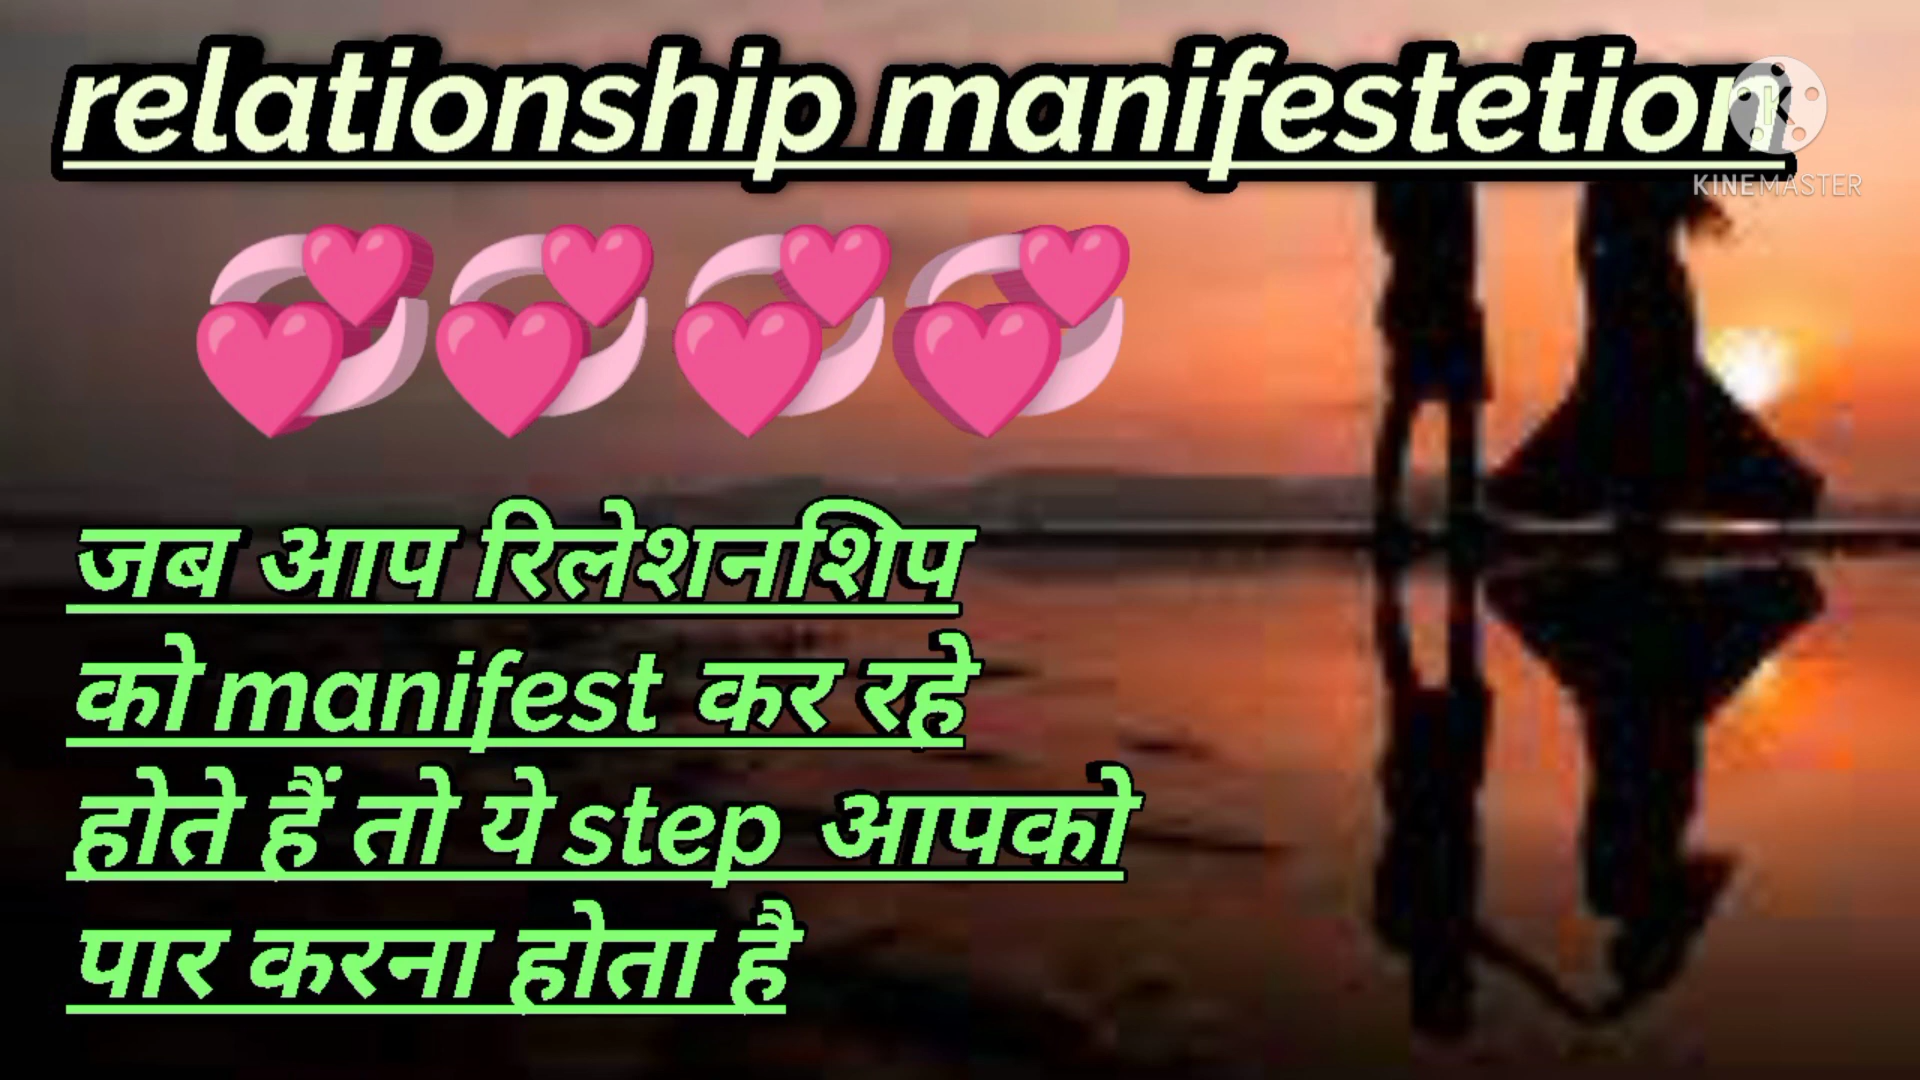 relationship manifestetion
KINEMASTER
जब आप रिलेशनशिप
को manifest कर रहे
होते हैं तो ये step आपको
पार करना होता है